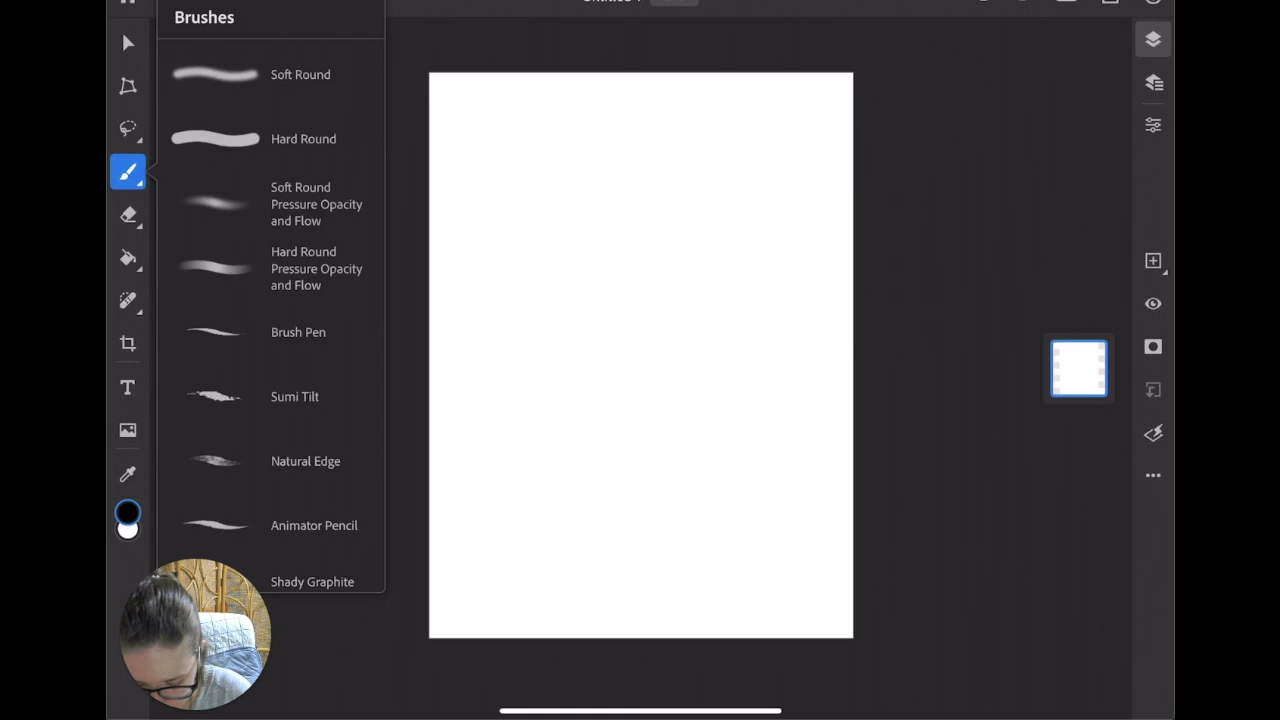 Brushes
Soft Round
Hard Round
Soft Round
Pressure Opacity
and Flow
Hard Round
Pressure Opacity
and Flow
Brush Pen
Sumi Tilt
Natural Edge
Animator Pencil
Shady Graphite
T